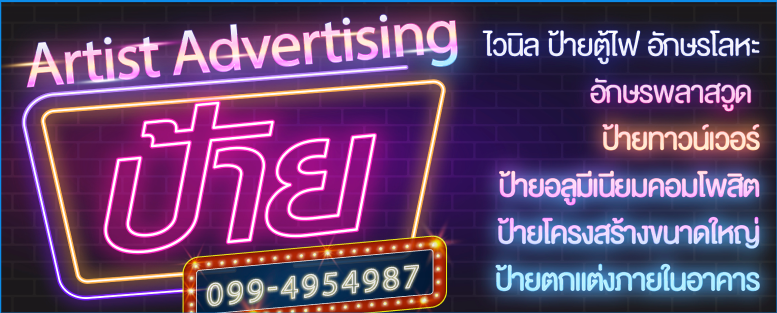 Artist Advertising
ป้าย
099-4954987
ไวนิล ป้ายตู้ไฟ อักษรโลหะ
อักษรพลาสวูด
ป้ายทาวน์เวอร์
ป้ายอลูมีเนียมคอมโพสิต
ป้ายโครงสร้างขนาดใหญ่
ป้ายตกแต่งภายในอาคาร